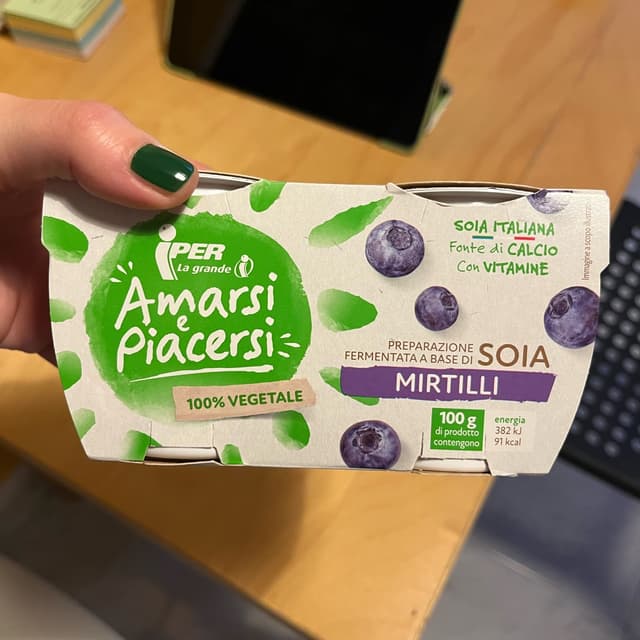 iPER
La grande i
Amarsi
e
Piacersi
100% VEGETALE
SOIA ITALIANA
Fonte di CALCIO
Con VITAMINE
Immagine a scopo illustrativo
PREPARAZIONE
FERMENTATA A BASE DI SOIA
MIRTILLI
100 g
di prodotto
contengono
energia
382 kJ
91 kcal